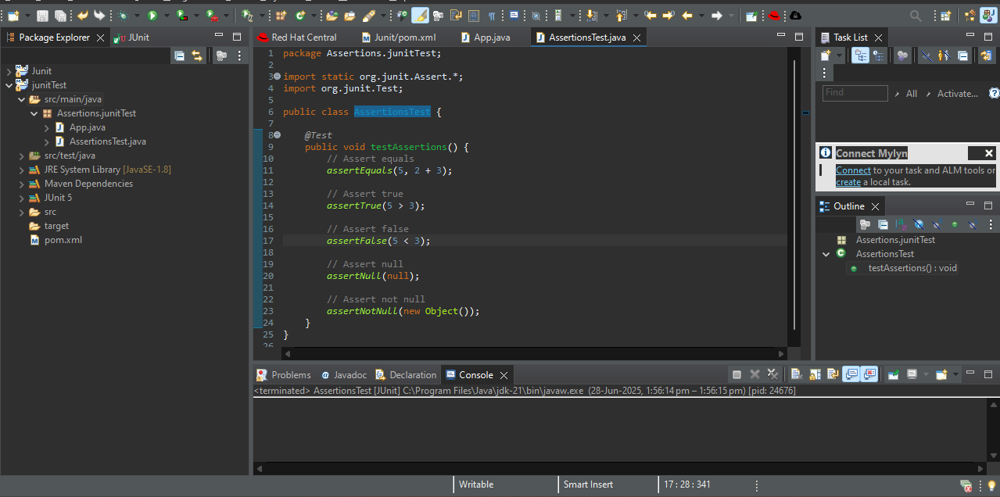 Package Explorer
JUnit
Junit
junitTest
src/main/java
Assertions.junitTest
App.java
AssertionsTest.java
src/test/java
JRE System Library [JavaSE-1.8]
Maven Dependencies
JUnit 5
src
target
pom.xml
Red Hat Central
Junit/pom.xml
App.java
AssertionsTest.java
1 package Assertions.junitTest;
2
3 import static org.junit.Assert.*;
4 import org.junit.Test;
5
6 public class AssertionsTest {
7
8 @Test
9 public void testAssertions() {
10 // Assert equals
11 assertEquals(5, 2 + 3);
12
13 // Assert true
14 assertTrue(5 > 3);
15
16 // Assert false
17 assertFalse(5 < 3);
18
19 // Assert null
20 assertNull(null);
21
22 // Assert not null
23 assertNotNull(new Object());
24 }
25 }
26
Task List
Find
All
Activate...
Connect Mylyn
Connect to your task and ALM tools or
create a local task.
Outline
Assertions.junitTest
AssertionsTest
testAssertions() : void
Problems
Javadoc
Declaration
Console
<terminated> AssertionsTest [JUnit] C:\Program Files\Java\jdk-21\bin\javaw.exe (28-Jun-2025, 1:56:14 pm – 1:56:15 pm) [pid: 24676]
Writable
Smart Insert
17 : 28 : 341